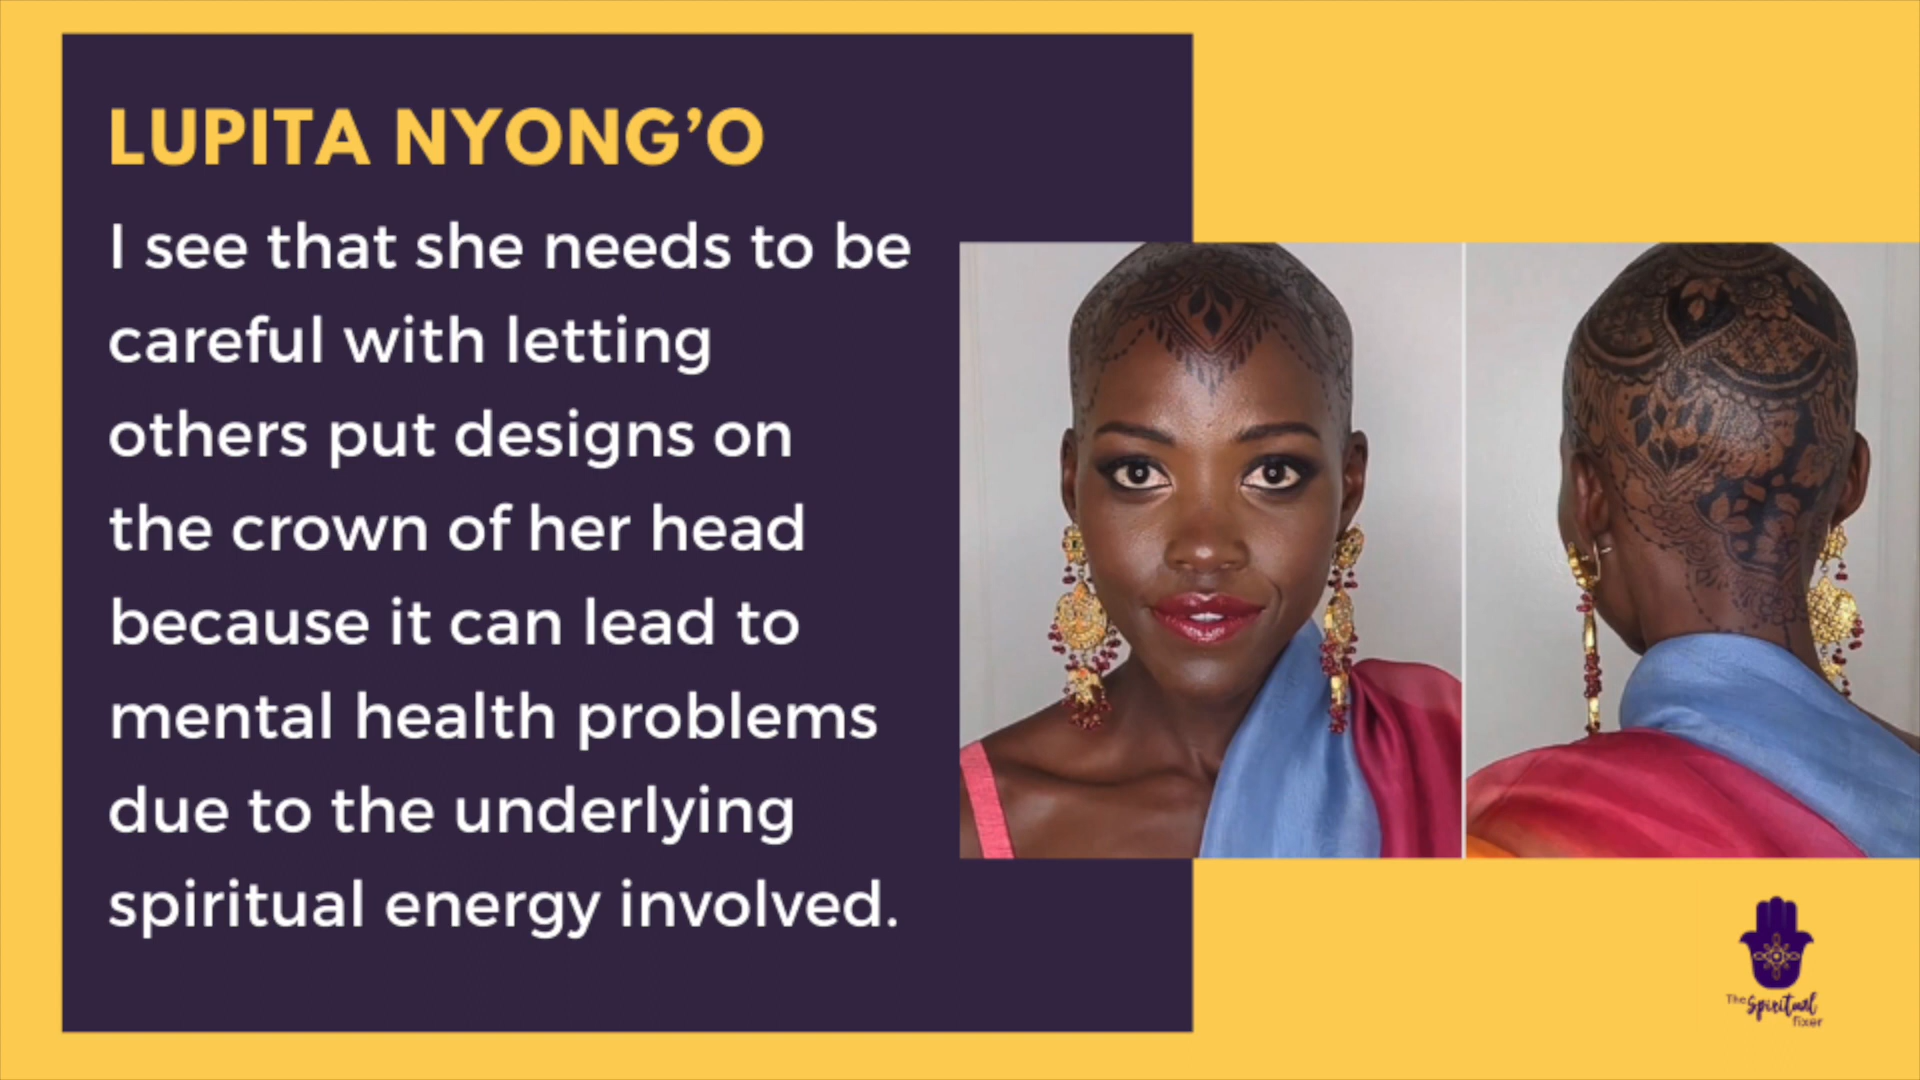 LUPITA NYONG’O
I see that she needs to be
careful with letting
others put designs on
the crown of her head
because it can lead to
mental health problems
due to the underlying
spiritual energy involved.
The
Spiritual
fixer